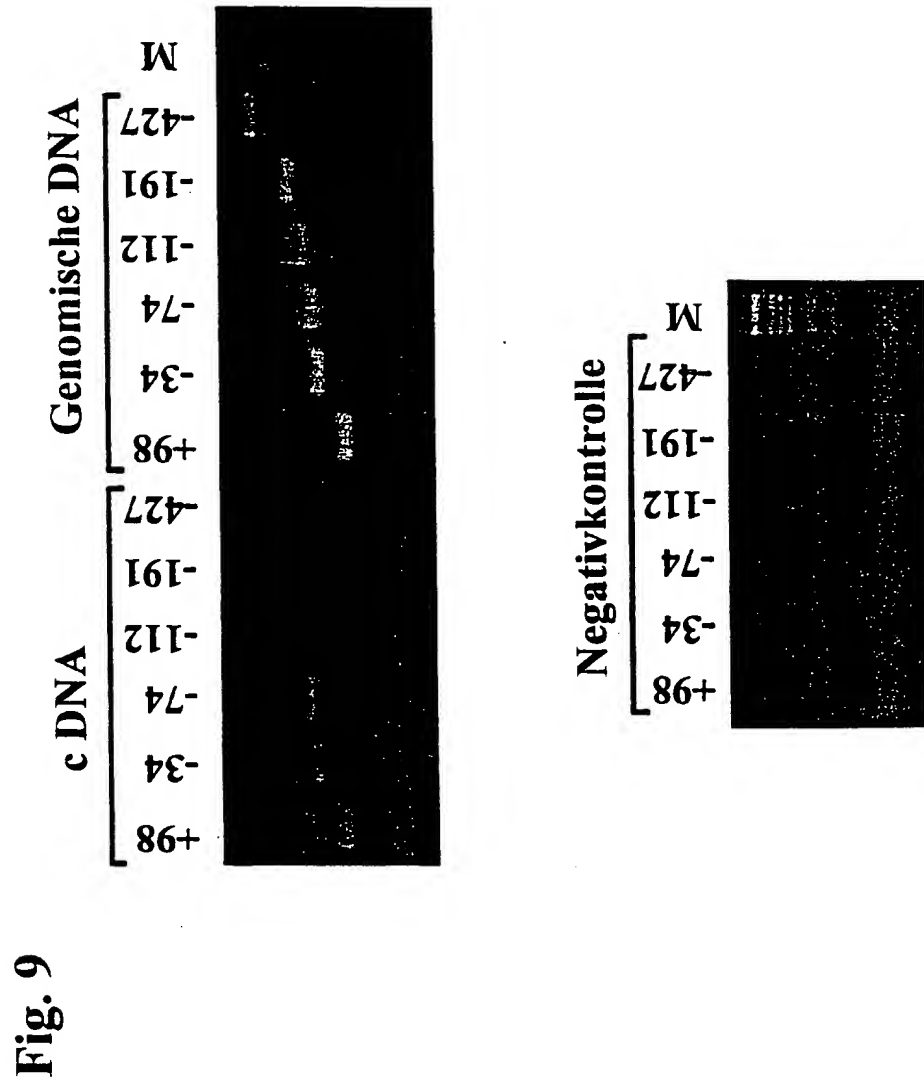 Fig. 9
c DNA Genomische DNA
+98 -34 -74 -112 -191 -427 +98 -34 -74 -112 -191 -427 M
Negativkontrolle
+98 -34 -74 -112 -191 -427 M